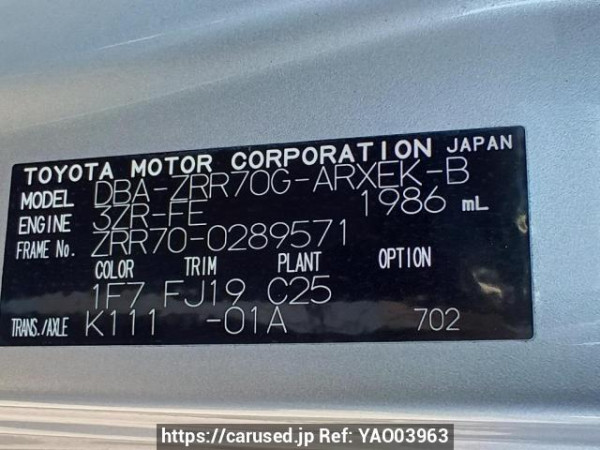 TOYOTA MOTOR CORPORATION JAPAN
MODEL DBA-ZRR70G-ARXEK-B
ENGINE 3ZR-FE 1986 mL
FRAME No. ZRR70-0289571
COLOR TRIM PLANT OPTION
1F7 FJ19 C25
TRANS./AXLE K111 -01A 702
https://carused.jp Ref: YAO03963